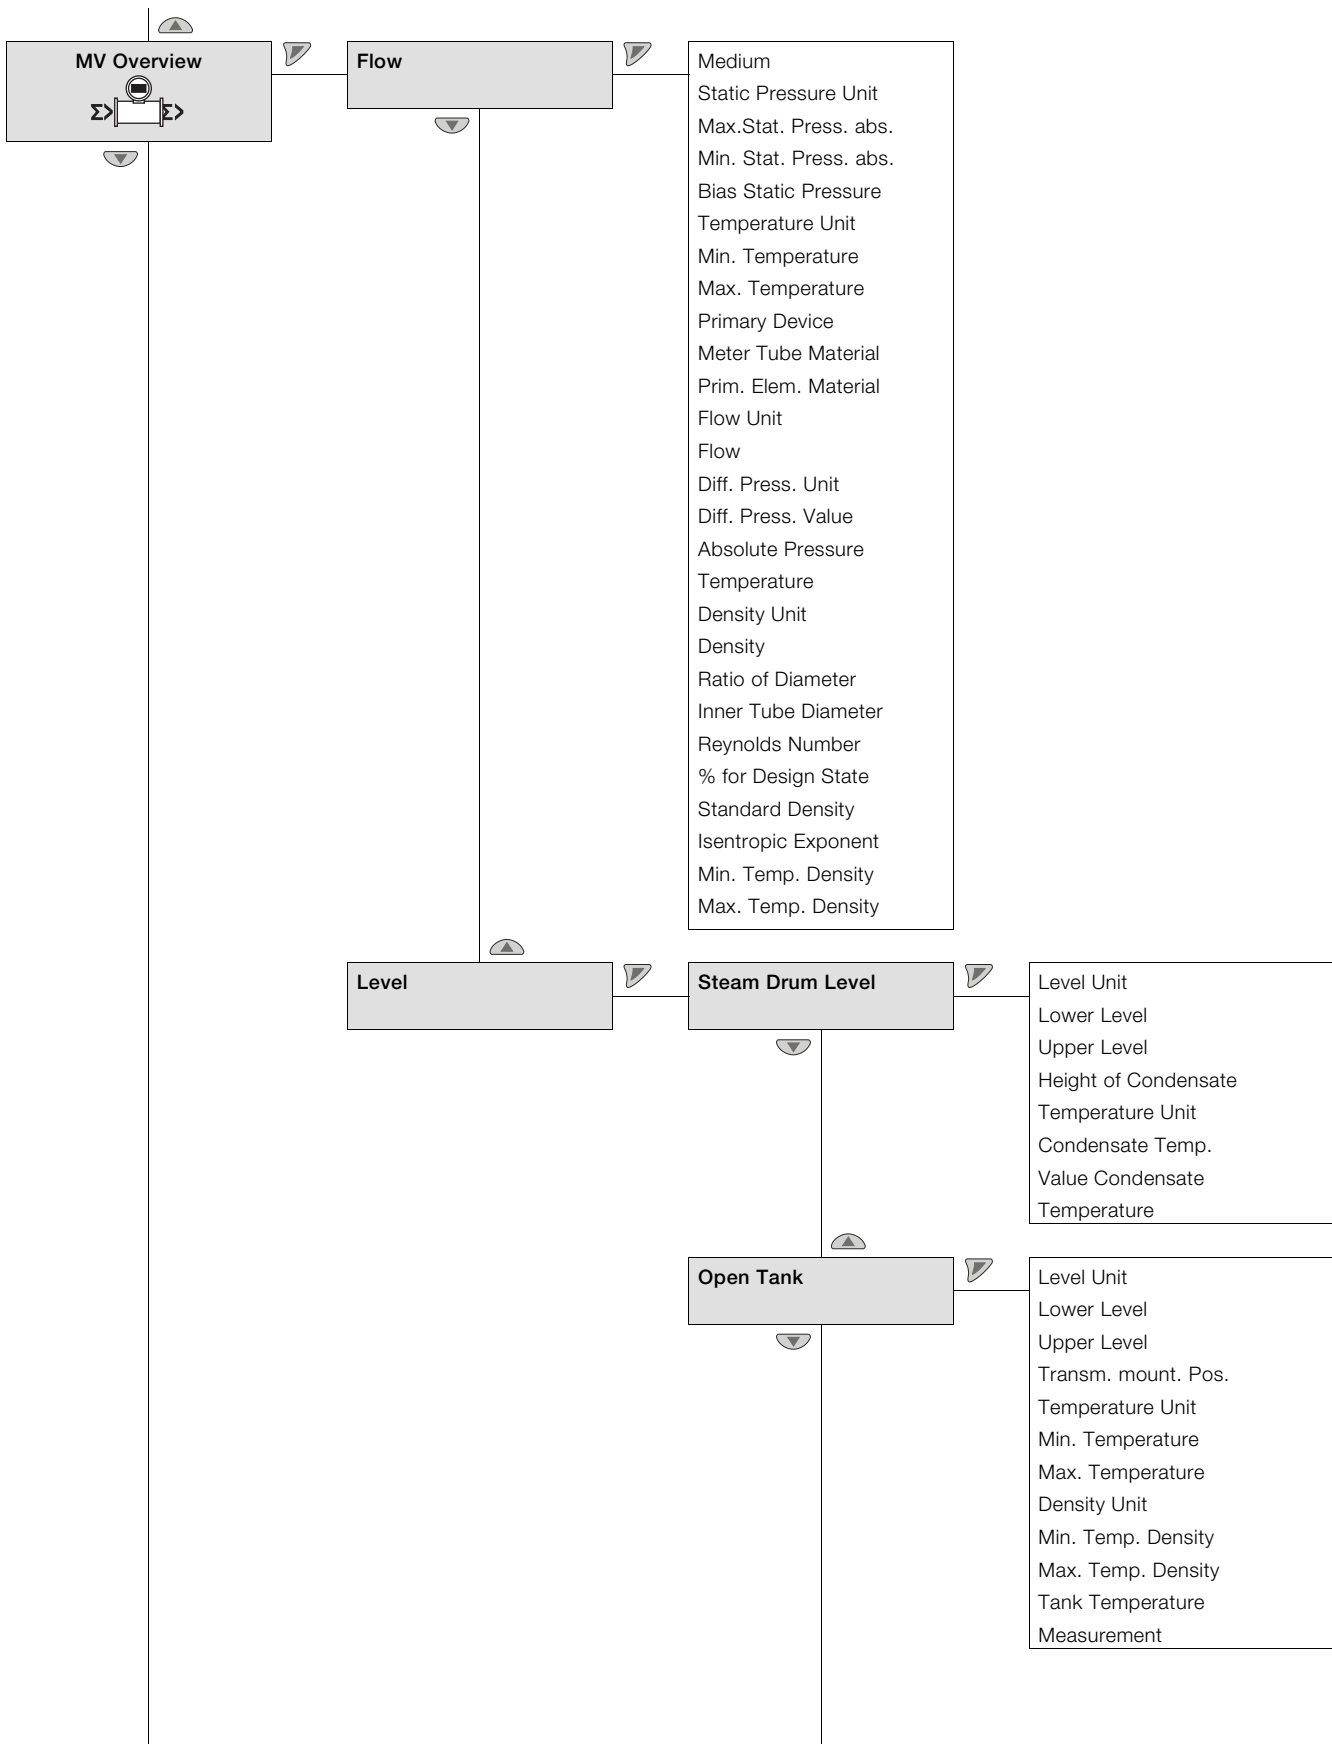 MV Overview
Σ> Σ>
Flow
Medium
Static Pressure Unit
Max.Stat. Press. abs.
Min. Stat. Press. abs.
Bias Static Pressure
Temperature Unit
Min. Temperature
Max. Temperature
Primary Device
Meter Tube Material
Prim. Elem. Material
Flow Unit
Flow
Diff. Press. Unit
Diff. Press. Value
Absolute Pressure
Temperature
Density Unit
Density
Ratio of Diameter
Inner Tube Diameter
Reynolds Number
% for Design State
Standard Density
Isentropic Exponent
Min. Temp. Density
Max. Temp. Density
Level
Steam Drum Level
Level Unit
Lower Level
Upper Level
Height of Condensate
Temperature Unit
Condensate Temp.
Value Condensate
Temperature
Open Tank
Level Unit
Lower Level
Upper Level
Transm. mount. Pos.
Temperature Unit
Min. Temperature
Max. Temperature
Density Unit
Min. Temp. Density
Max. Temp. Density
Tank Temperature
Measurement